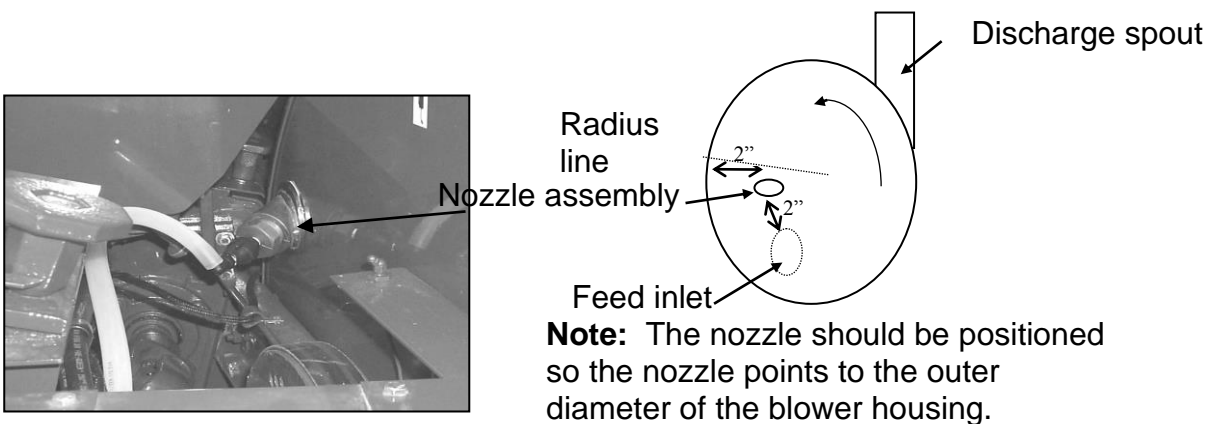 Discharge spout
Radius
line
2”
Nozzle assembly
2”
Feed inlet
Note: The nozzle should be positioned
so the nozzle points to the outer
diameter of the blower housing.